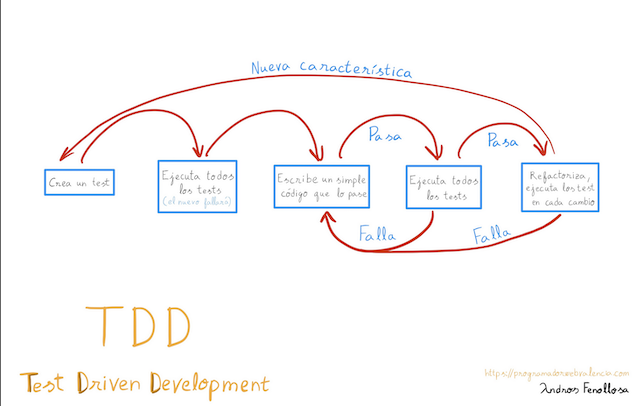 Nueva característica
Pasa
Pasa
Crea un test
Ejecuta todos
los tests
(el nuevo fallará)
Escribe un simple
código que lo pase
Ejecuta todos
los tests
Refactoriza,
ejecuta los test
en cada cambio
Falla
Falla
TDD
Test Driven Development
https://programadorwebvalencia.com
Andros Fenollosa